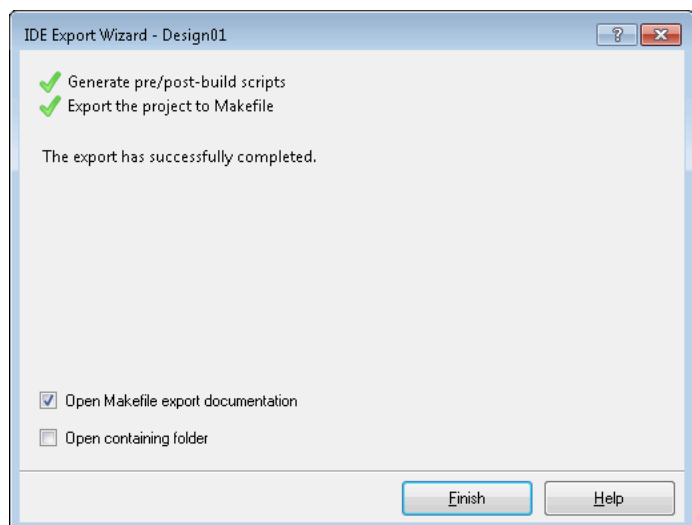 IDE Export Wizard - Design01
?
Generate pre/post-build scripts
Export the project to Makefile
The export has successfully completed.
Open Makefile export documentation
Open containing folder
Finish Help